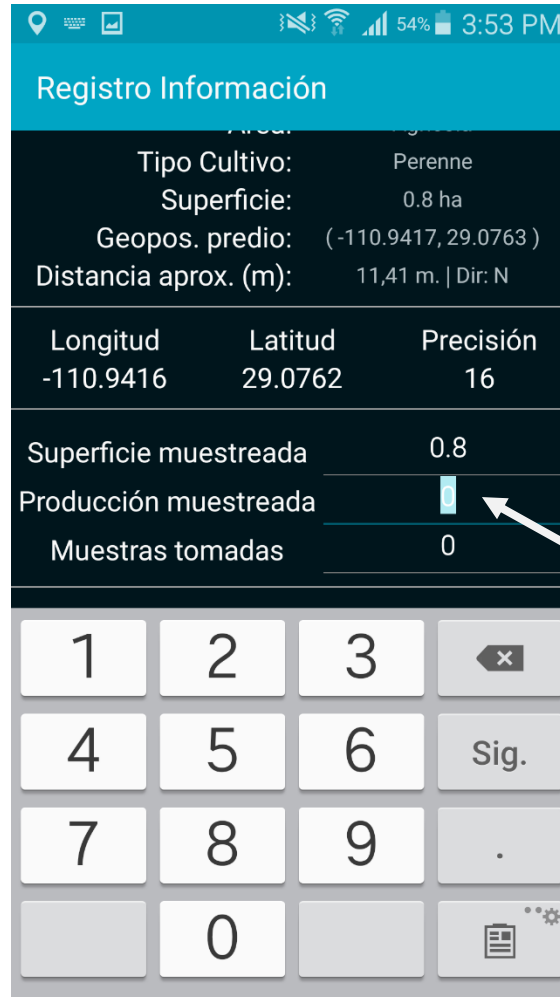 54% 3:53 PM
Registro Información
Tipo Cultivo: Perenne
Superficie: 0.8 ha
Geopos. predio: ( -110.9417, 29.0763 )
Distancia aprox. (m): 11,41 m. | Dir: N
Longitud Latitud Precisión
-110.9416 29.0762 16
Superficie muestreada 0.8
Producción muestreada 0
Muestras tomadas 0
1 2 3
4 5 6 Sig.
7 8 9 .
0